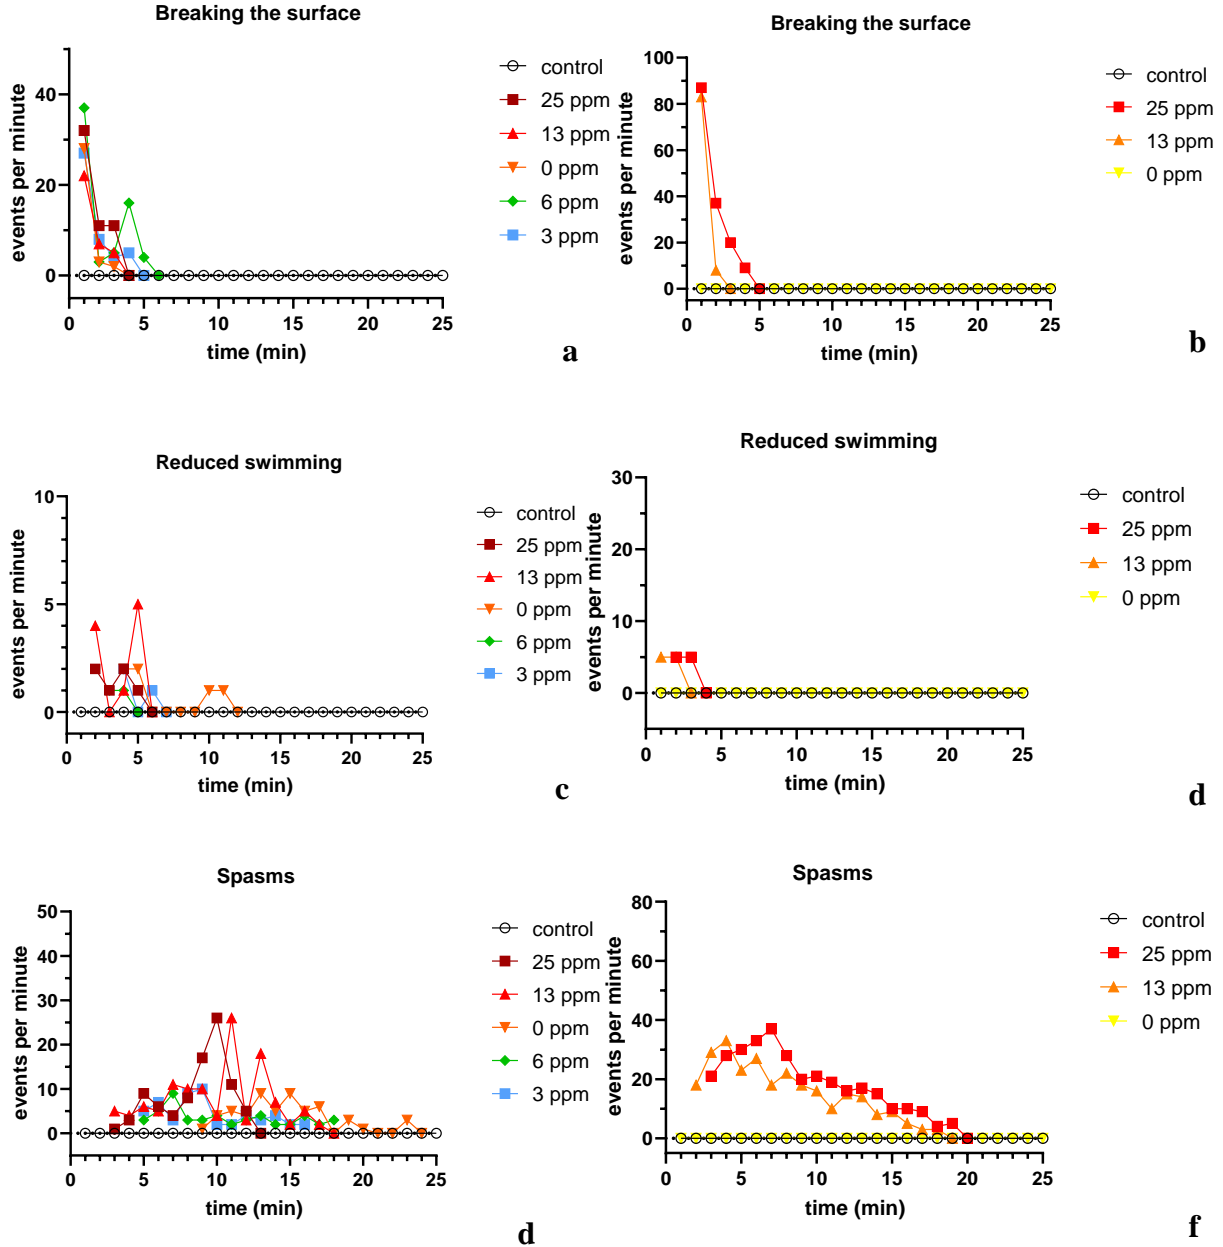 Breaking the surface
events per minute
40
20
0
0 5 10 15 20 25
time (min)
control
25 ppm
13 ppm
0 ppm
6 ppm
3 ppm
a
Breaking the surface
events per minute
100
80
60
40
20
0
0 5 10 15 20 25
time (min)
control
25 ppm
13 ppm
0 ppm
b
Reduced swimming
events per minute
10
5
0
0 5 10 15 20 25
time (min)
control
25 ppm
13 ppm
0 ppm
6 ppm
3 ppm
c
Reduced swimming
events per minute
30
20
10
0
0 5 10 15 20 25
time (min)
control
25 ppm
13 ppm
0 ppm
d
Spasms
events per minute
50
40
30
20
10
0
0 5 10 15 20 25
time (min)
control
25 ppm
13 ppm
0 ppm
6 ppm
3 ppm
d
Spasms
events per minute
80
60
40
20
0
0 5 10 15 20 25
time (min)
control
25 ppm
13 ppm
0 ppm
f